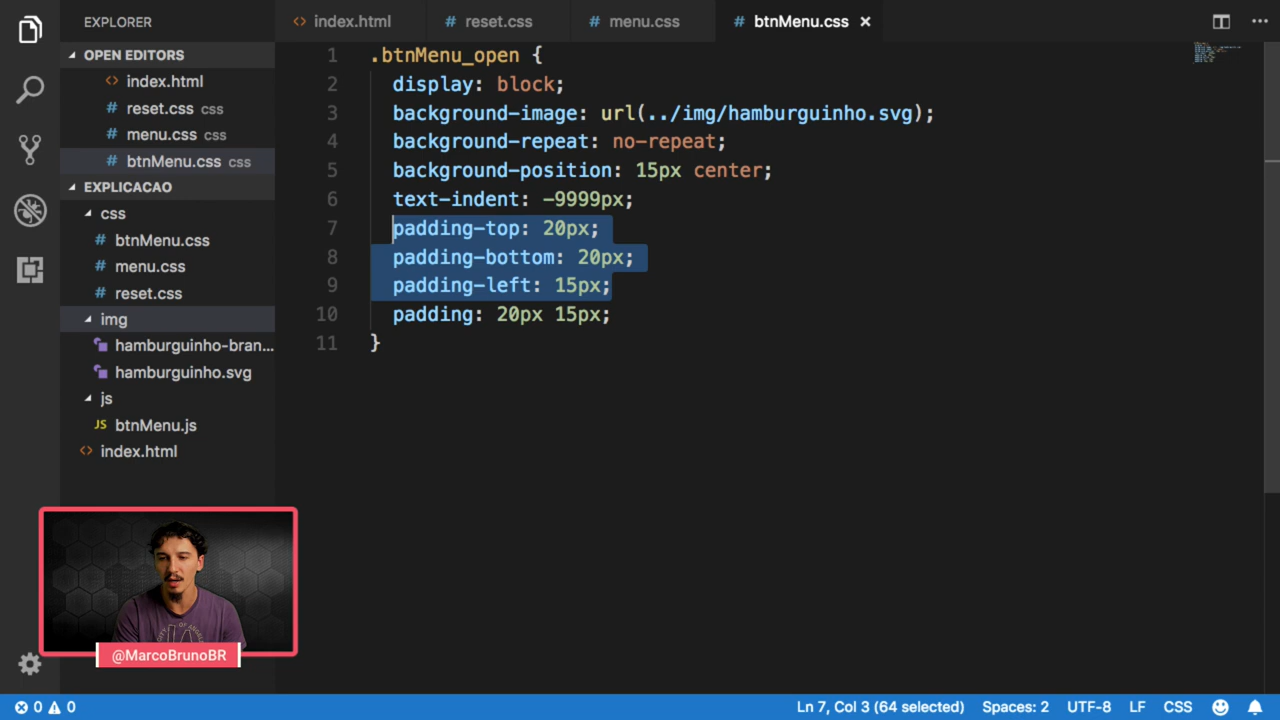 EXPLORER
OPEN EDITORS
index.html
reset.css css
menu.css css
btnMenu.css css
EXPLICACAO
css
btnMenu.css
menu.css
reset.css
img
hamburguinho-bran...
hamburguinho.svg
js
JS btnMenu.js
index.html
index.html
reset.css
menu.css
btnMenu.css
1 .btnMenu_open {
2 display: block;
3 background-image: url(../img/hamburguinho.svg);
4 background-repeat: no-repeat;
5 background-position: 15px center;
6 text-indent: -9999px;
7 padding-top: 20px;
8 padding-bottom: 20px;
9 padding-left: 15px;
10 padding: 20px 15px;
11 }
@MarcoBrunoBR
0 0
Ln 7, Col 3 (64 selected) Spaces: 2 UTF-8 LF CSS